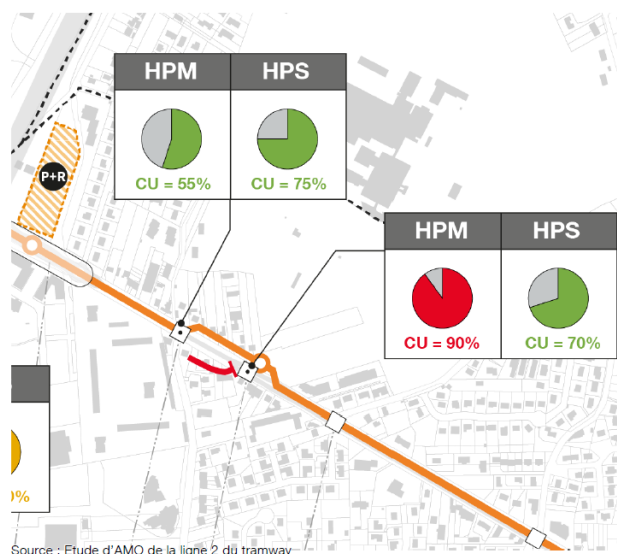 HPM HPS
CU = 55% CU = 75%
P+R
HPM HPS
CU = 90% CU = 70%
Source : Etude d'AMO de la ligne 2 du tramway